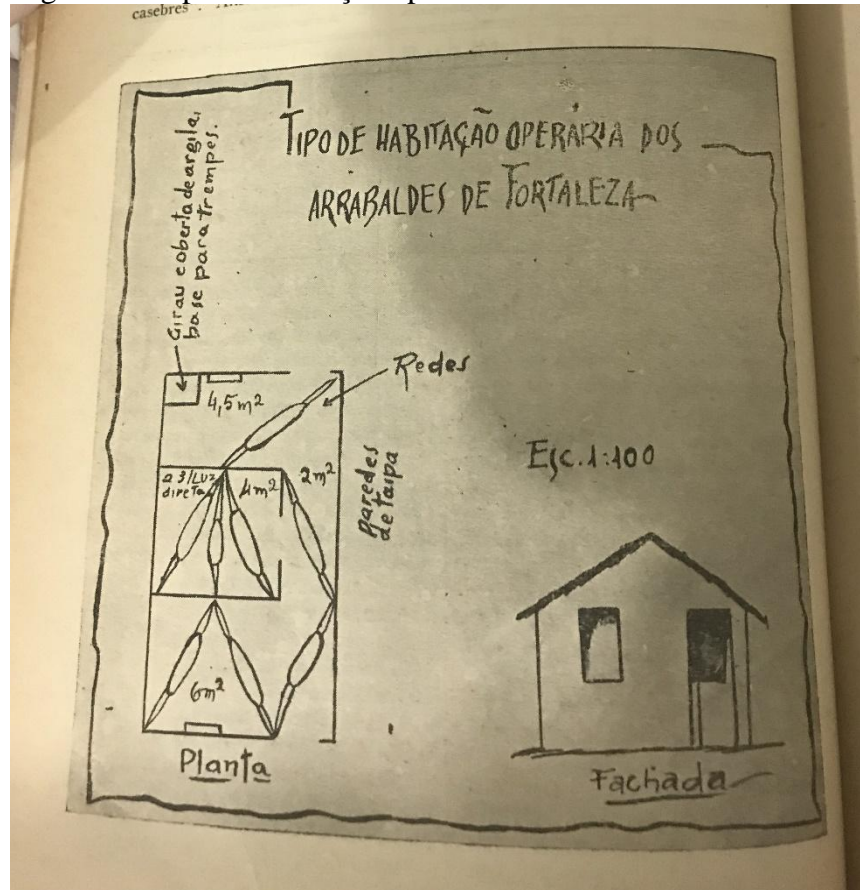 casebres .
TIPO DE HABITAÇÃO OPERÁRIA DOS
ARRABALDES DE FORTALEZA
Girau coberta de argila,
base para trempes.
Redes
4,5m²
a 3/LUZ
direta
4m²
2m²
Paredes
de taipa
6m²
Planta
Esc. 1:100
Fachada